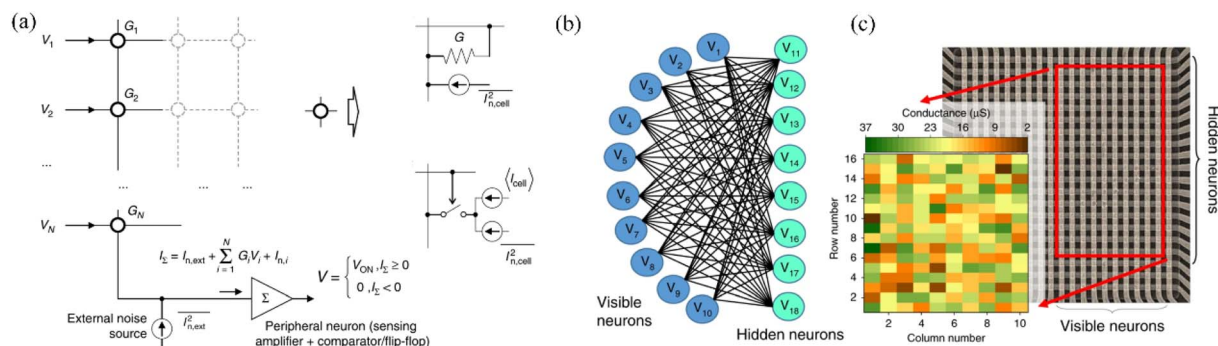 (a)
V1
G1
V2
G2
...
...
...
VN
GN
IΣ = In,ext + N Σ i = 1 GiVi + In,i
Σ
V = { VON , IΣ ≥ 0
0 , IΣ < 0
External noise
source
I²n,ext
Peripheral neuron (sensing
amplifier + comparator/flip-flop)
G
I²n,cell
⟨Icell⟩
I²n,cell
(b)
V1
V2
V3
V4
V5
V6
V7
V8
V9
V10
V11
V12
V13
V14
V15
V16
V17
V18
Visible
neurons
Hidden neurons
(c)
Conductance (μS)
37 30 23 16 9 2
Row number
16
14
12
10
8
6
4
2
2 4 6 8 10
Column number
Visible neurons
Hidden neurons